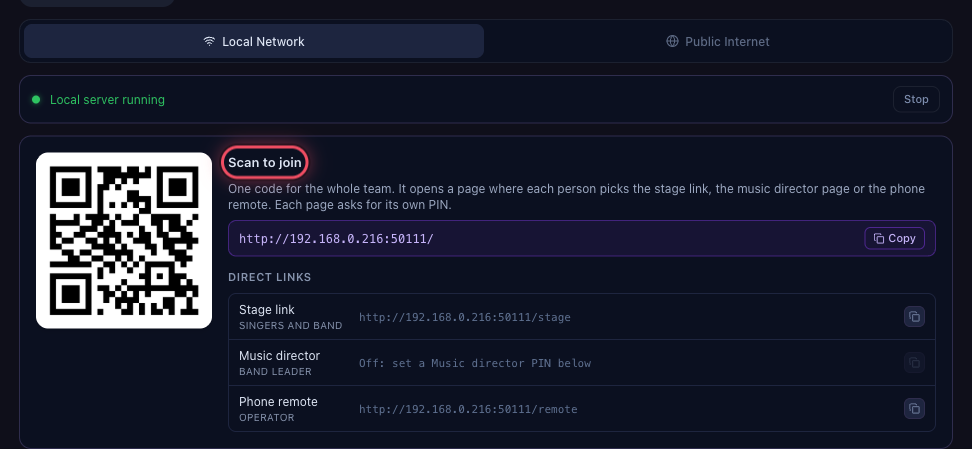 Local Network
Public Internet
Local server running
Stop
Scan to join
One code for the whole team. It opens a page where each person picks the stage link, the music director page or the phone
remote. Each page asks for its own PIN.
http://192.168.0.216:50111/
Copy
DIRECT LINKS
Stage link
SINGERS AND BAND
http://192.168.0.216:50111/stage
Music director
BAND LEADER
Off: set a Music director PIN below
Phone remote
OPERATOR
http://192.168.0.216:50111/remote